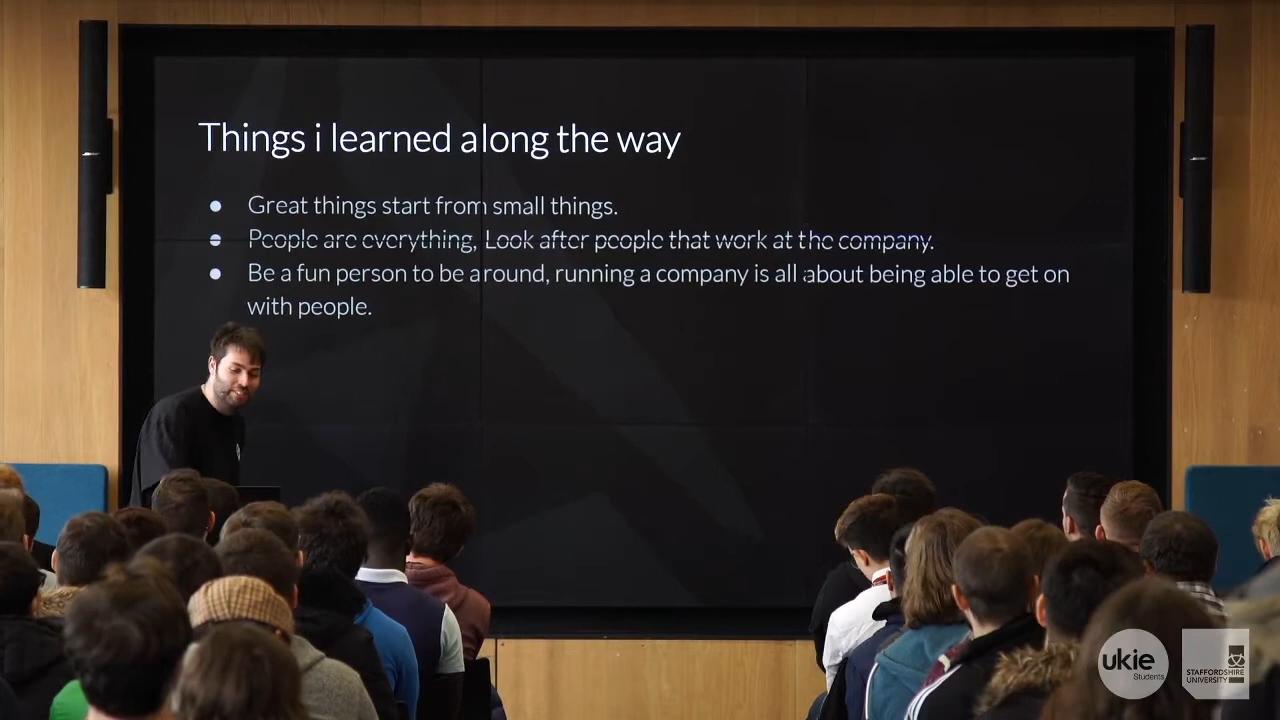 Things i learned along the way
● Great things start from small things.
● People are everything, Look after people that work at the company.
● Be a fun person to be around, running a company is all about being able to get on
with people.
ukie
Students
STAFFORDSHIRE
UNIVERSITY